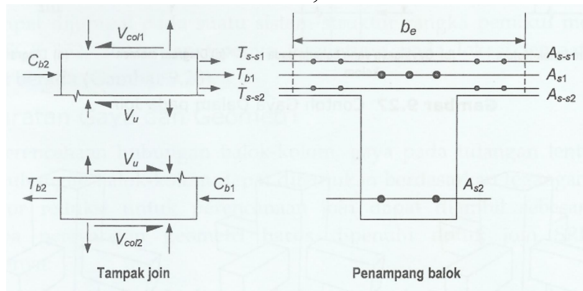 V_col1
C_b2
T_s-s1
T_b1
T_s-s2
V_u
V_u
T_b2
C_b1
V_col2
Tampak join
b_e
A_s-s1
A_s1
A_s-s2
A_s2
Penampang balok